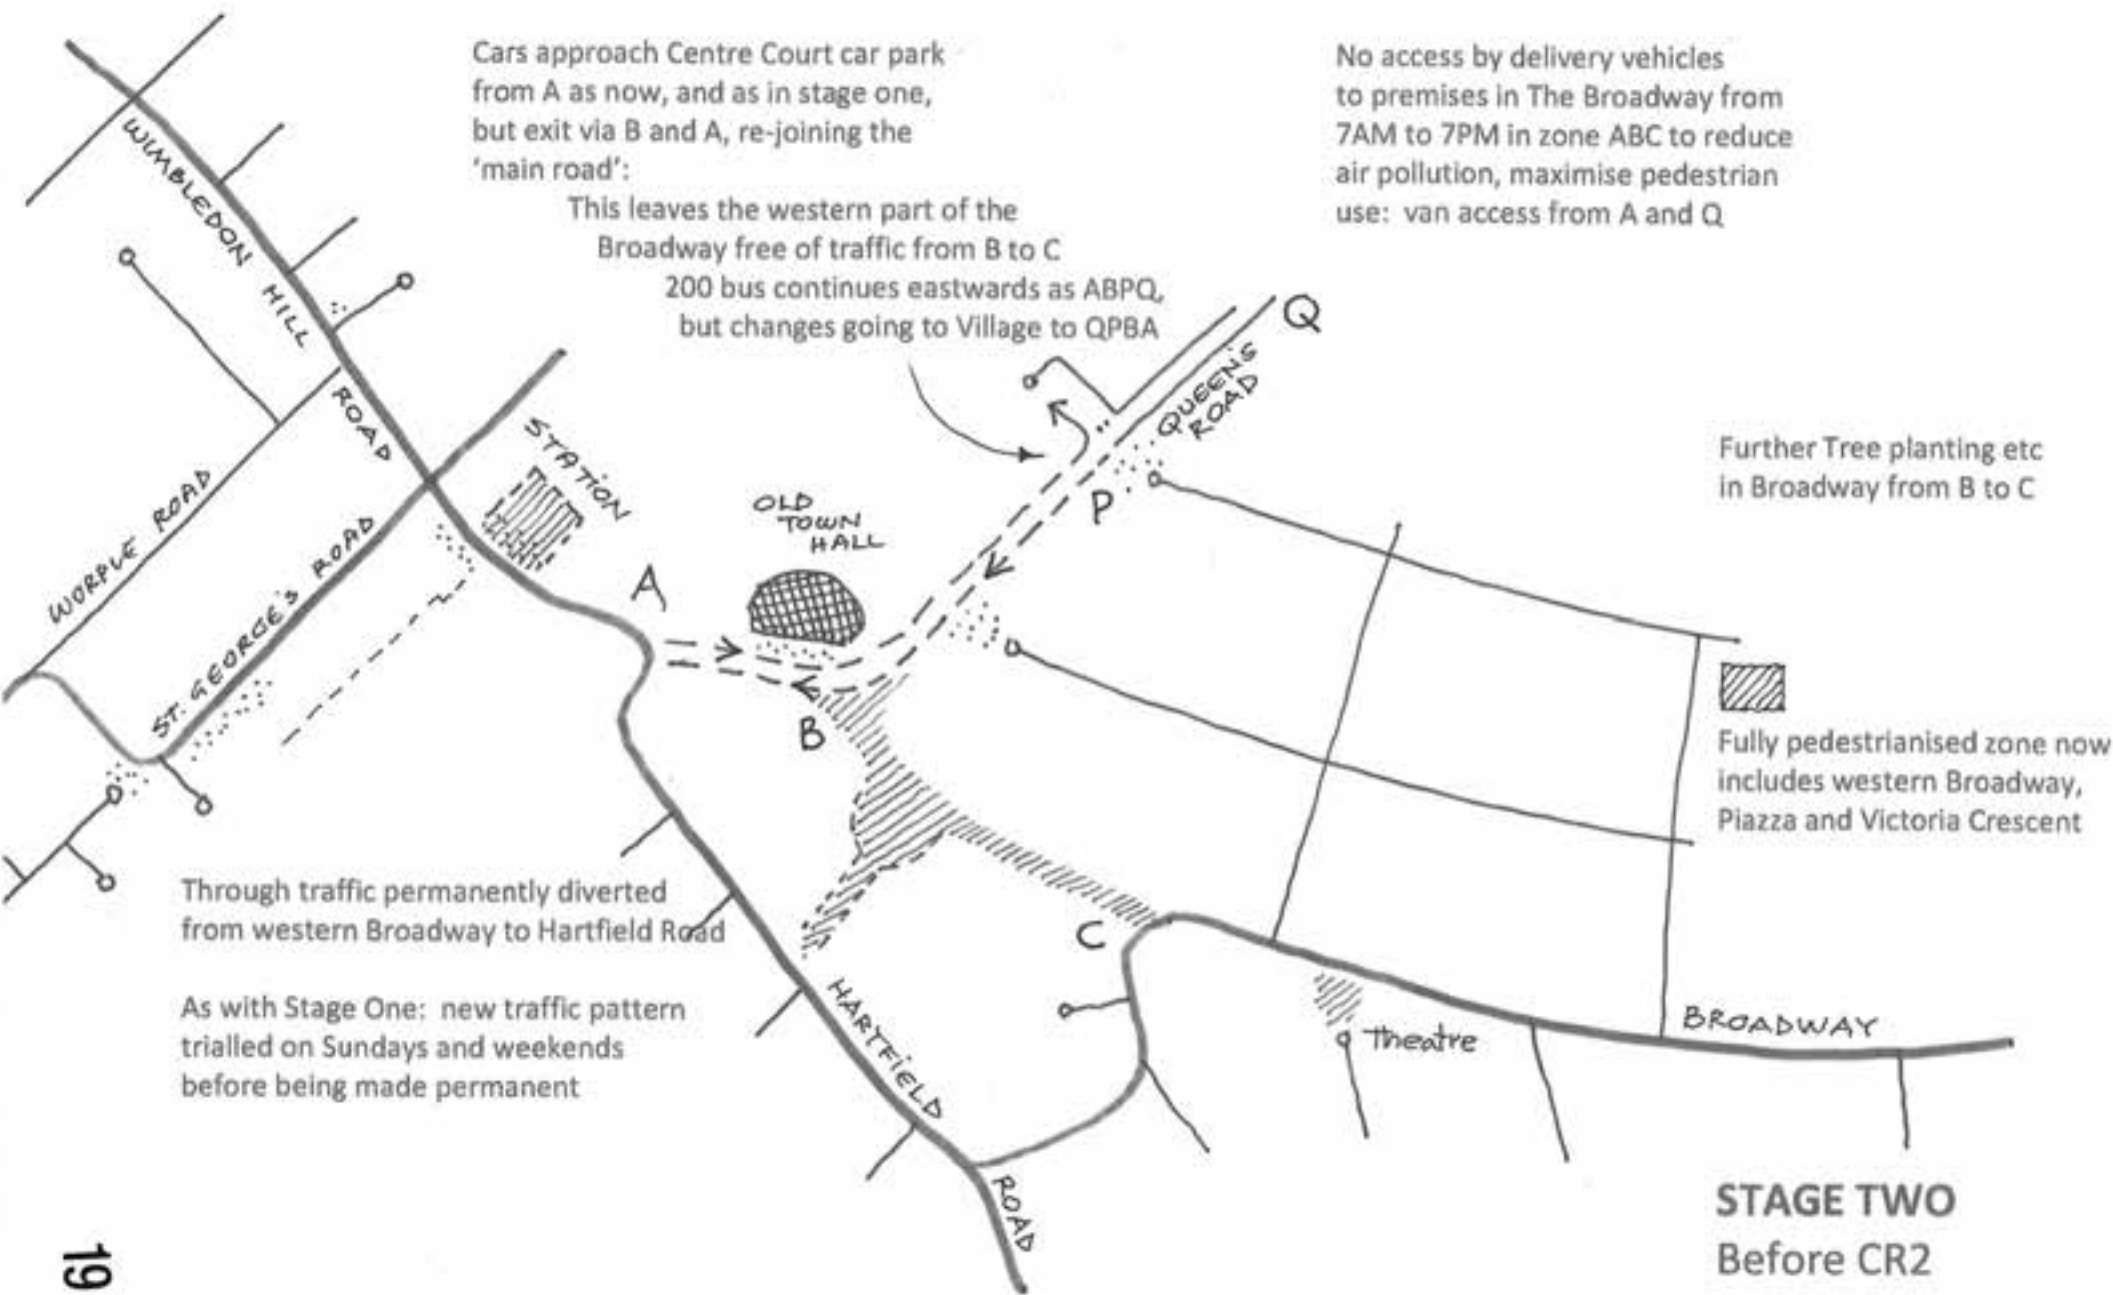 Cars approach Centre Court car park
from A as now, and as in stage one,
but exit via B and A, re-joining the
'main road':
This leaves the western part of the
Broadway free of traffic from B to C
200 bus continues eastwards as ABPQ,
but changes going to Village to QPBA
No access by delivery vehicles
to premises in The Broadway from
7AM to 7PM in zone ABC to reduce
air pollution, maximise pedestrian
use: van access from A and Q
WIMBLEDON
HILL
ROAD
WORPLE ROAD
ST. GEORGE'S ROAD
STATION
A
OLD
TOWN
HALL
B
P
QUEEN'S
ROAD
Q
Further Tree planting etc
in Broadway from B to C
Fully pedestrianised zone now
includes western Broadway,
Piazza and Victoria Crescent
C
Through traffic permanently diverted
from western Broadway to Hartfield Road
As with Stage One: new traffic pattern
trialled on Sundays and weekends
before being made permanent
HARTFIELD
ROAD
Theatre
BROADWAY
STAGE TWO
Before CR2
19